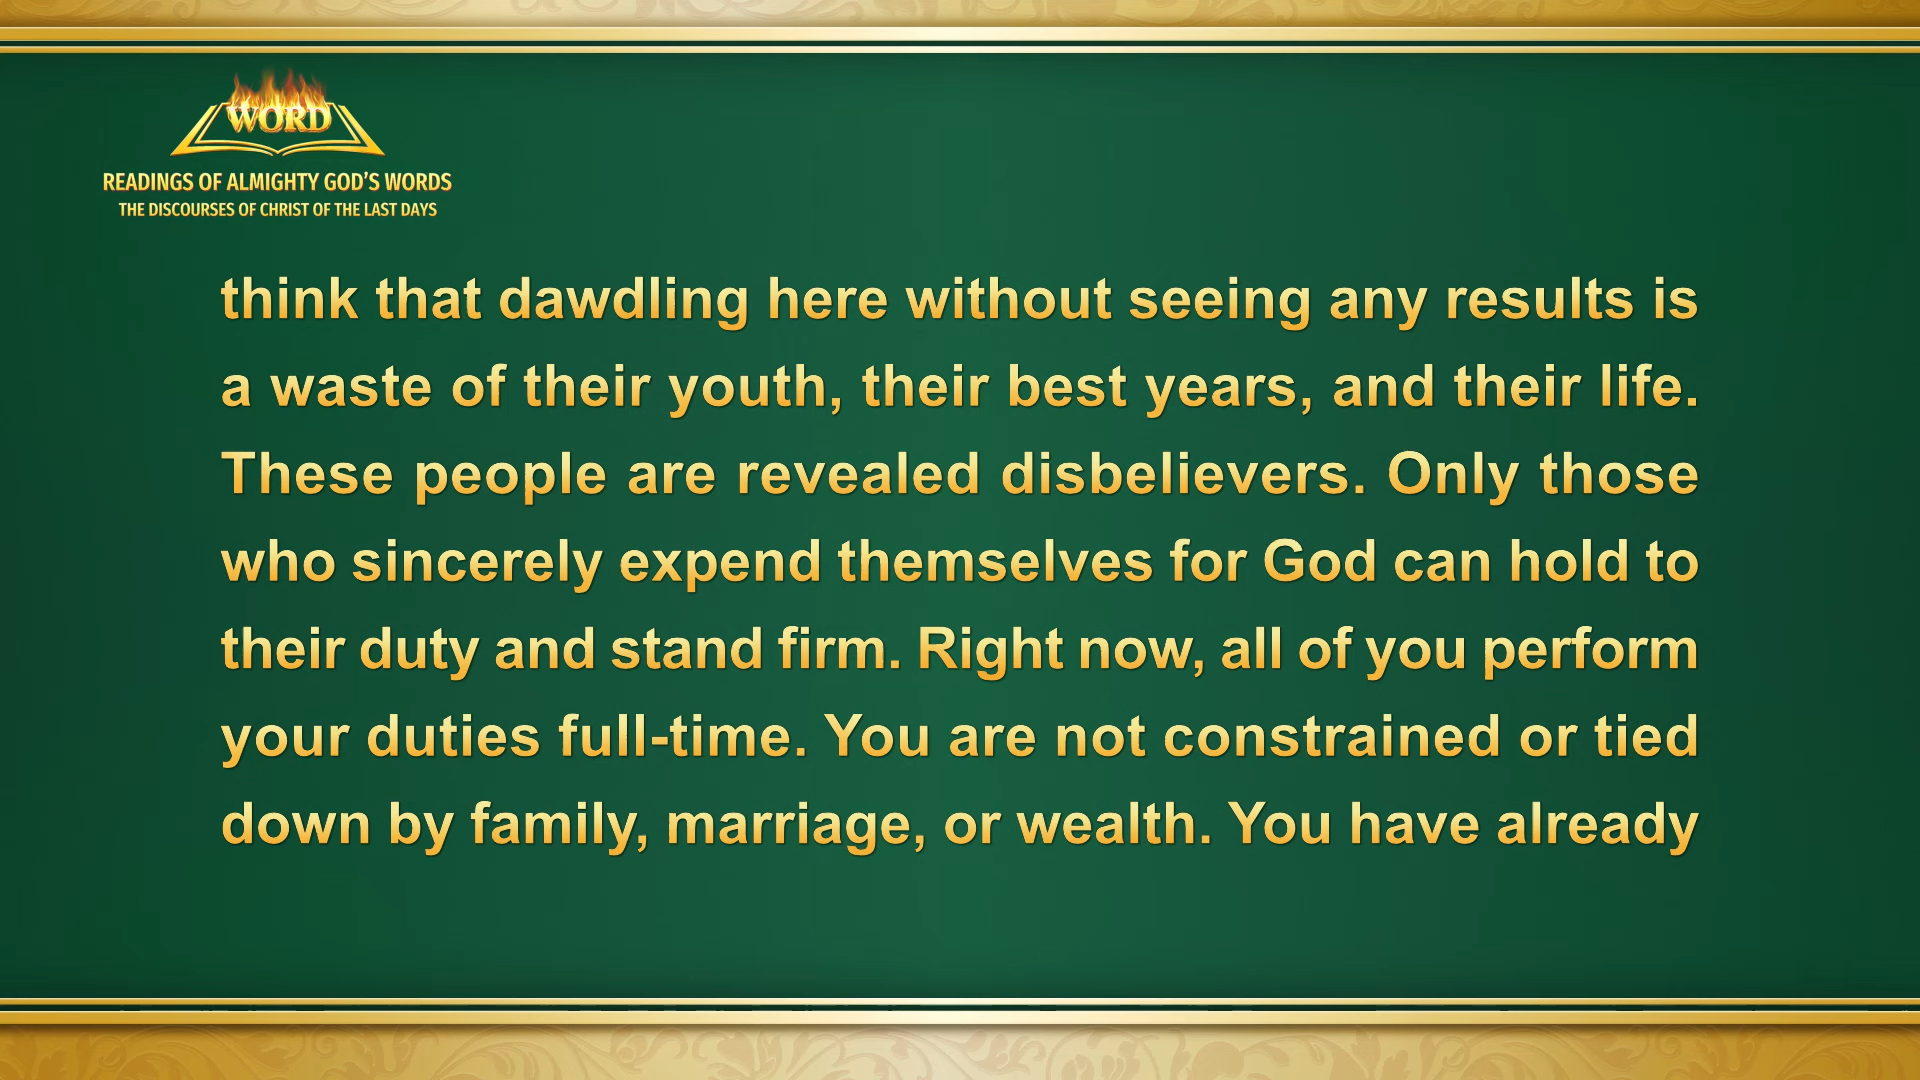 WORD
READINGS OF ALMIGHTY GOD'S WORDS
THE DISCOURSES OF CHRIST OF THE LAST DAYS
think that dawdling here without seeing any results is
a waste of their youth, their best years, and their life.
These people are revealed disbelievers. Only those
who sincerely expend themselves for God can hold to
their duty and stand firm. Right now, all of you perform
your duties full-time. You are not constrained or tied
down by family, marriage, or wealth. You have already